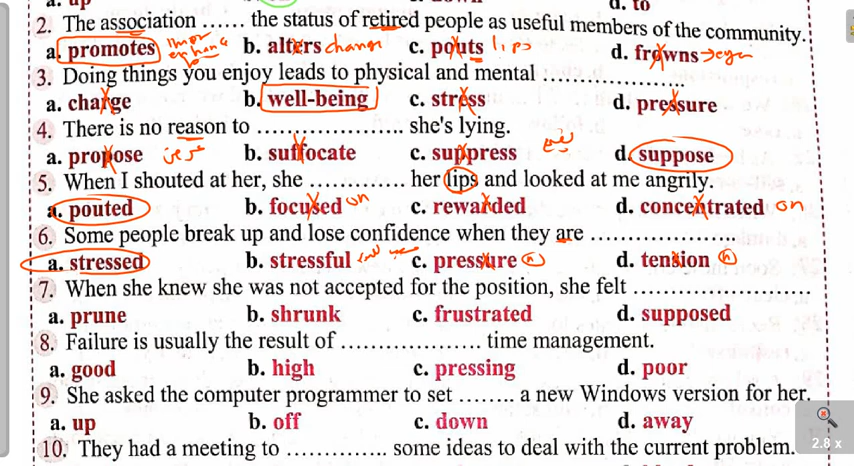 2. The association ...... the status of retired people as useful members of the community.
a. promotes b. alters change c. pouts lips d. frowns
3. Doing things you enjoy leads to physical and mental ......................
a. charge b. well-being c. stress d. pressure
4. There is no reason to .................... she's lying.
a. propose b. suffocate c. suppress d. suppose
5. When I shouted at her, she ............. her lips and looked at me angrily.
a. pouted b. focused on c. rewarded d. concentrated on
6. Some people break up and lose confidence when they are ......................
a. stressed b. stressful c. pressure n d. tension n
7. When she knew she was not accepted for the position, she felt ........................
a. prune b. shrunk c. frustrated d. supposed
8. Failure is usually the result of ................... time management.
a. good b. high c. pressing d. poor
9. She asked the computer programmer to set ........ a new Windows version for her.
a. up b. off c. down d. away
10. They had a meeting to .............. some ideas to deal with the current problem.
2.8 x